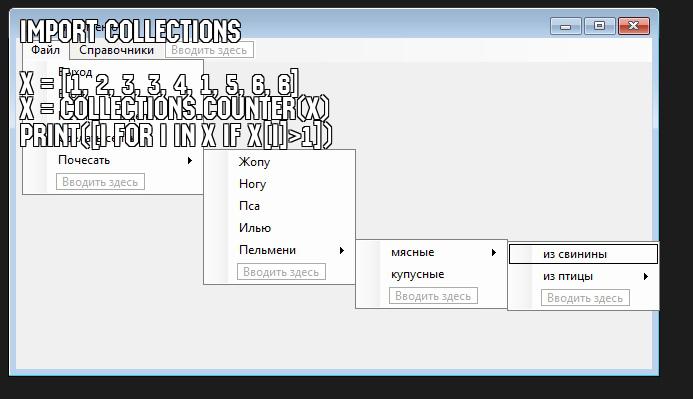 IMPORT COLLECTIONS
Файл Справочники Вводить здесь
X = [1, 2, 3, 3, 4, 1, 5, 6, 6]
X = COLLECTIONS.COUNTER(X)
PRINT([I FOR I IN X IF X[I]>1])
Почесать
Вводить здесь
Жопу
Ногу
Пса
Илью
Пельмени
Вводить здесь
мясные
купусные
Вводить здесь
из свинины
из птицы
Вводить здесь